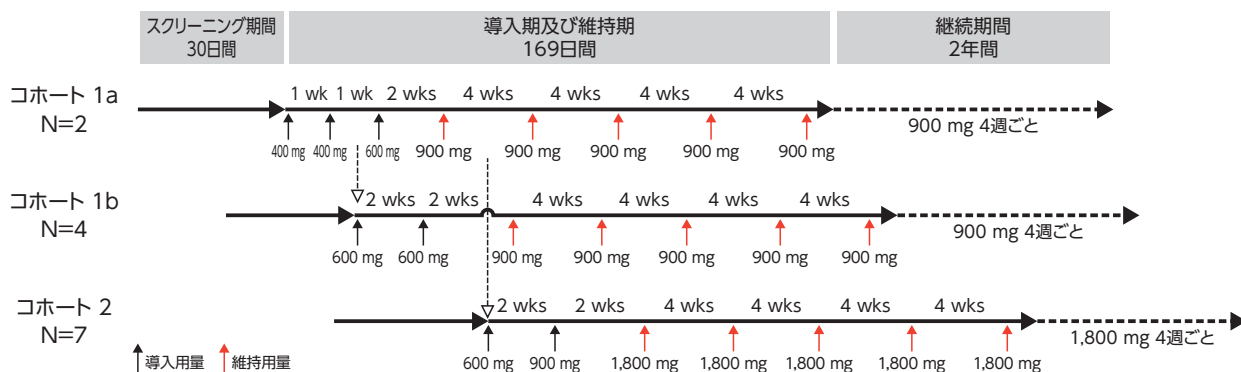 スクリーニング期間
30日間
導入期及び維持期
169日間
継続期間
2年間
コホート 1a
N=2
1 wk 1 wk 2 wks 4 wks 4 wks 4 wks 4 wks
400 mg 400 mg 600 mg 900 mg 900 mg 900 mg 900 mg 900 mg
900 mg 4週ごと
コホート 1b
N=4
2 wks 2 wks 4 wks 4 wks 4 wks 4 wks
600 mg 600 mg 900 mg 900 mg 900 mg 900 mg 900 mg
900 mg 4週ごと
コホート 2
N=7
2 wks 2 wks 4 wks 4 wks 4 wks 4 wks
600 mg 900 mg 1,800 mg 1,800 mg 1,800 mg 1,800 mg 1,800 mg
1,800 mg 4週ごと
導入用量 維持用量